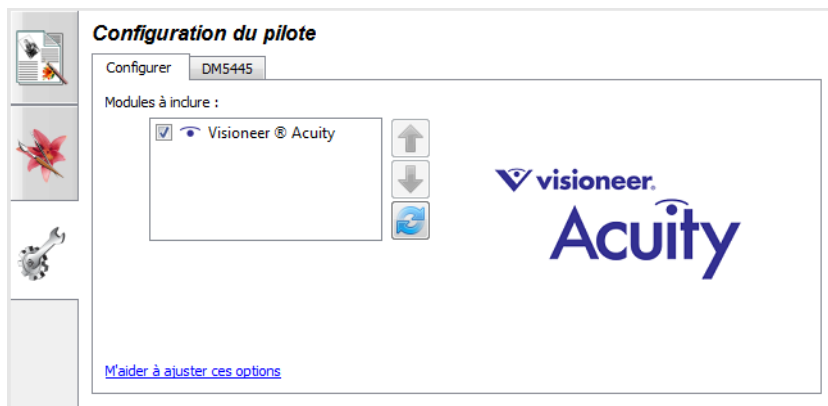 Configuration du pilote
Configurer
DM5445
Modules à inclure :
Visioneer ® Acuity
visioneer.
Acuity
M'aider à ajuster ces options